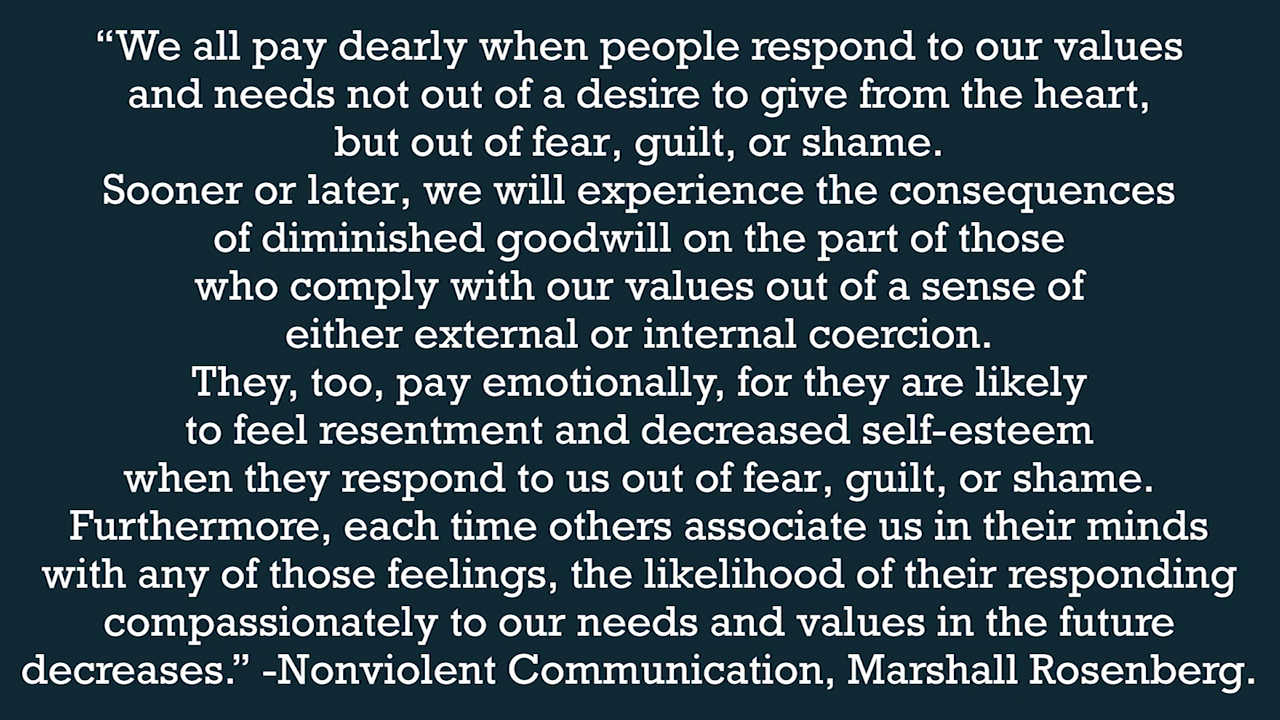 “We all pay dearly when people respond to our values
and needs not out of a desire to give from the heart,
but out of fear, guilt, or shame.
Sooner or later, we will experience the consequences
of diminished goodwill on the part of those
who comply with our values out of a sense of
either external or internal coercion.
They, too, pay emotionally, for they are likely
to feel resentment and decreased self-esteem
when they respond to us out of fear, guilt, or shame.
Furthermore, each time others associate us in their minds
with any of those feelings, the likelihood of their responding
compassionately to our needs and values in the future
decreases.” -Nonviolent Communication, Marshall Rosenberg.